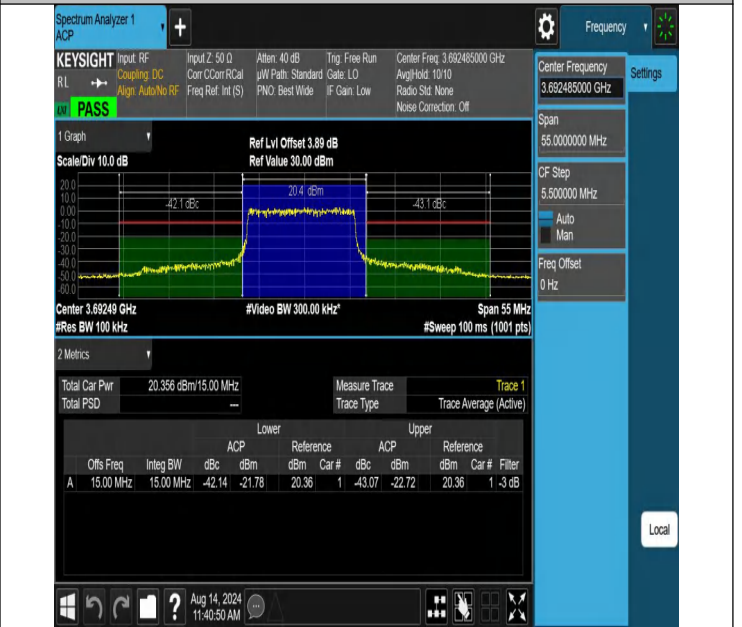 Spectrum Analyzer 1
ACP
+
Frequency
KEYSIGHT Input: RF Input Z: 50 Ω Atten: 40 dB Trig: Free Run Center Freq: 3.692485000 GHz
RL Coupling: DC Corr CCorr RCal µW Path: Standard Gate: LO Avg|Hold: 10/10
Align: Auto/No RF Freq Ref: Int (S) PNO: Best Wide IF Gain: Low Radio Std: None
PASS Noise Correction: Off
Settings
Center Frequency
3.692485000 GHz
Span
55.0000000 MHz
CF Step
5.500000 MHz
Auto
Man
Freq Offset
0 Hz
1 Graph
Ref Lvl Offset 3.89 dB
Scale/Div 10.0 dB Ref Value 30.00 dBm
20.0
10.0
0.00
-10.0
-20.0
-30.0
-40.0
-50.0
-60.0
-42.1 dBc 20.4 dBm -43.1 dBc
Center 3.69249 GHz #Video BW 300.00 kHz* Span 55 MHz
#Res BW 100 kHz #Sweep 100 ms (1001 pts)
2 Metrics
Total Car Pwr 20.356 dBm/15.00 MHz Measure Trace Trace 1
Total PSD --- Trace Type Trace Average (Active)
Lower Upper
ACP Reference ACP Reference
Offs Freq Integ BW dBc dBm dBm Car # dBc dBm dBm Car # Filter
A 15.00 MHz 15.00 MHz -42.14 -21.78 20.36 1 -43.07 -22.72 20.36 1 -3 dB
Local
? Aug 14, 2024
11:40:50 AM